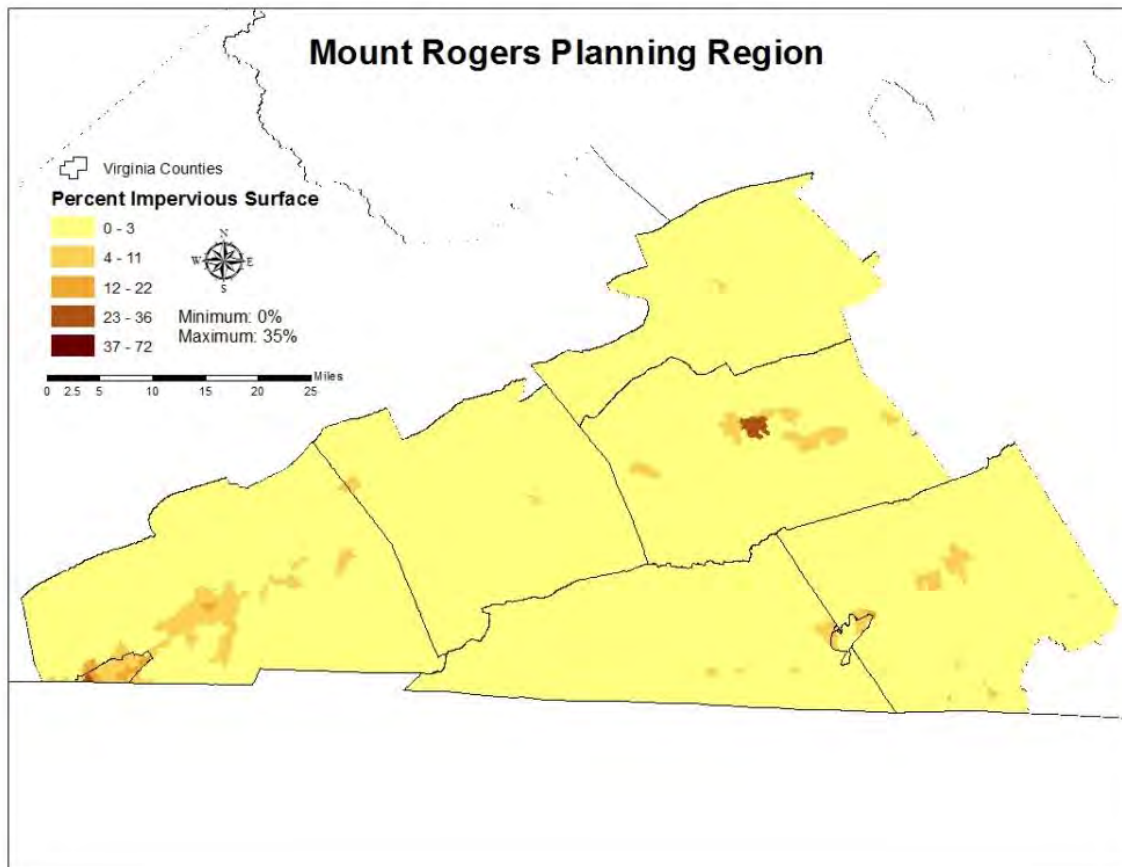 Mount Rogers Planning Region
Virginia Counties
Percent Impervious Surface
0 - 3
4 - 11
12 - 22
23 - 36
37 - 72
N
W E
S
Minimum: 0%
Maximum: 35%
Miles
0 2.5 5 10 15 20 25